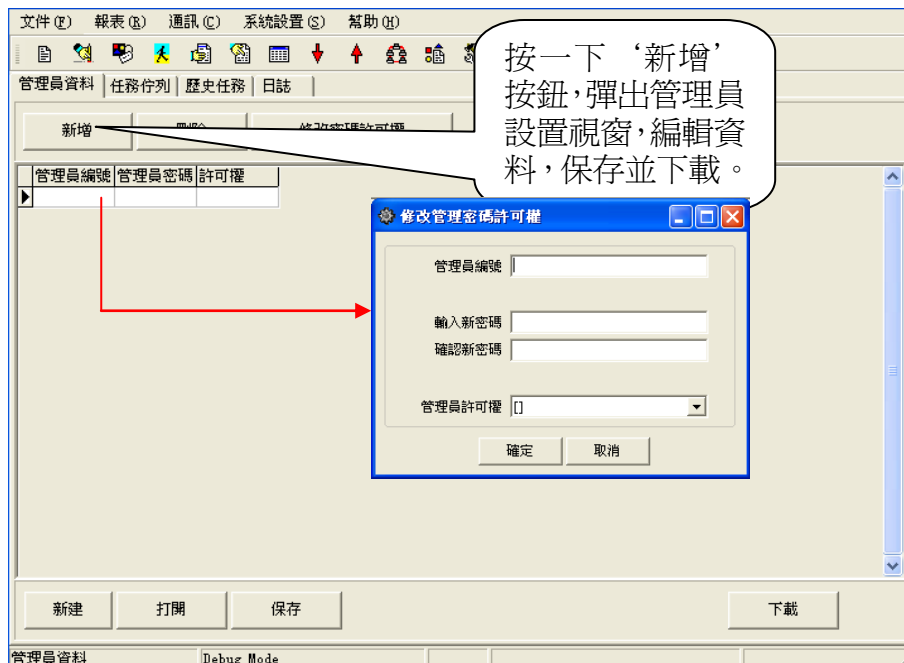 文件(F) 報表(R) 通訊(C) 系統設置(S) 幫助(H)
管理員資料 任務佇列 歷史任務 日誌
按一下‘新增’
按鈕,彈出管理員
設置視窗,編輯資
料,保存並下載。
新增
管理員編號 管理員密碼 許可權
修改管理密碼許可權
管理員編號
輸入新密碼
確認新密碼
管理員許可權 []
確定 取消
新建 打開 保存 下載
管理員資料 Debug Mode